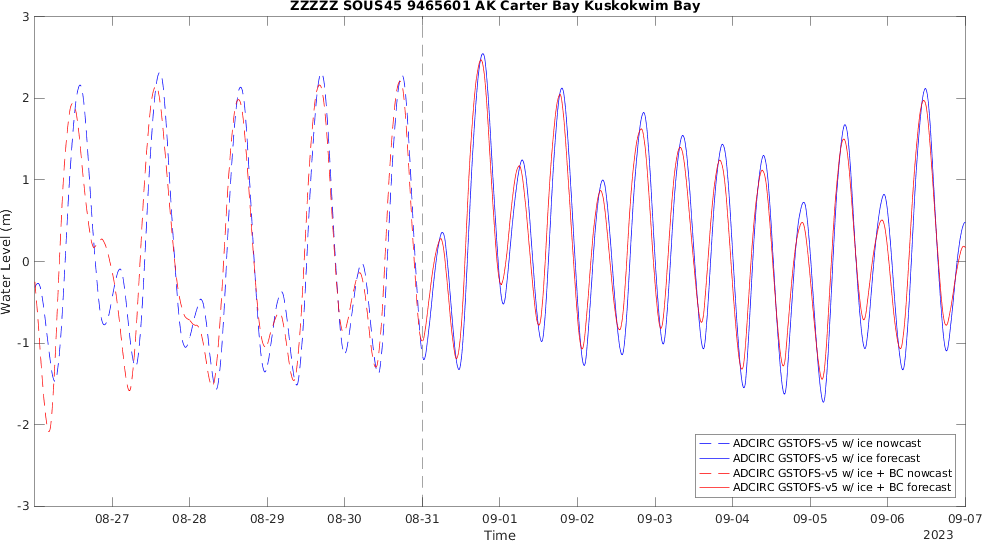 ZZZZZ SOUS45 9465601 AK Carter Bay Kuskokwim Bay
3
2
1
0
-1
-2
-3
Water Level (m)
ADCIRC GSTOFS-v5 w/ ice nowcast
ADCIRC GSTOFS-v5 w/ ice forecast
ADCIRC GSTOFS-v5 w/ ice + BC nowcast
ADCIRC GSTOFS-v5 w/ ice + BC forecast
08-27 08-28 08-29 08-30 08-31 09-01 09-02 09-03 09-04 09-05 09-06 09-07
Time
2023